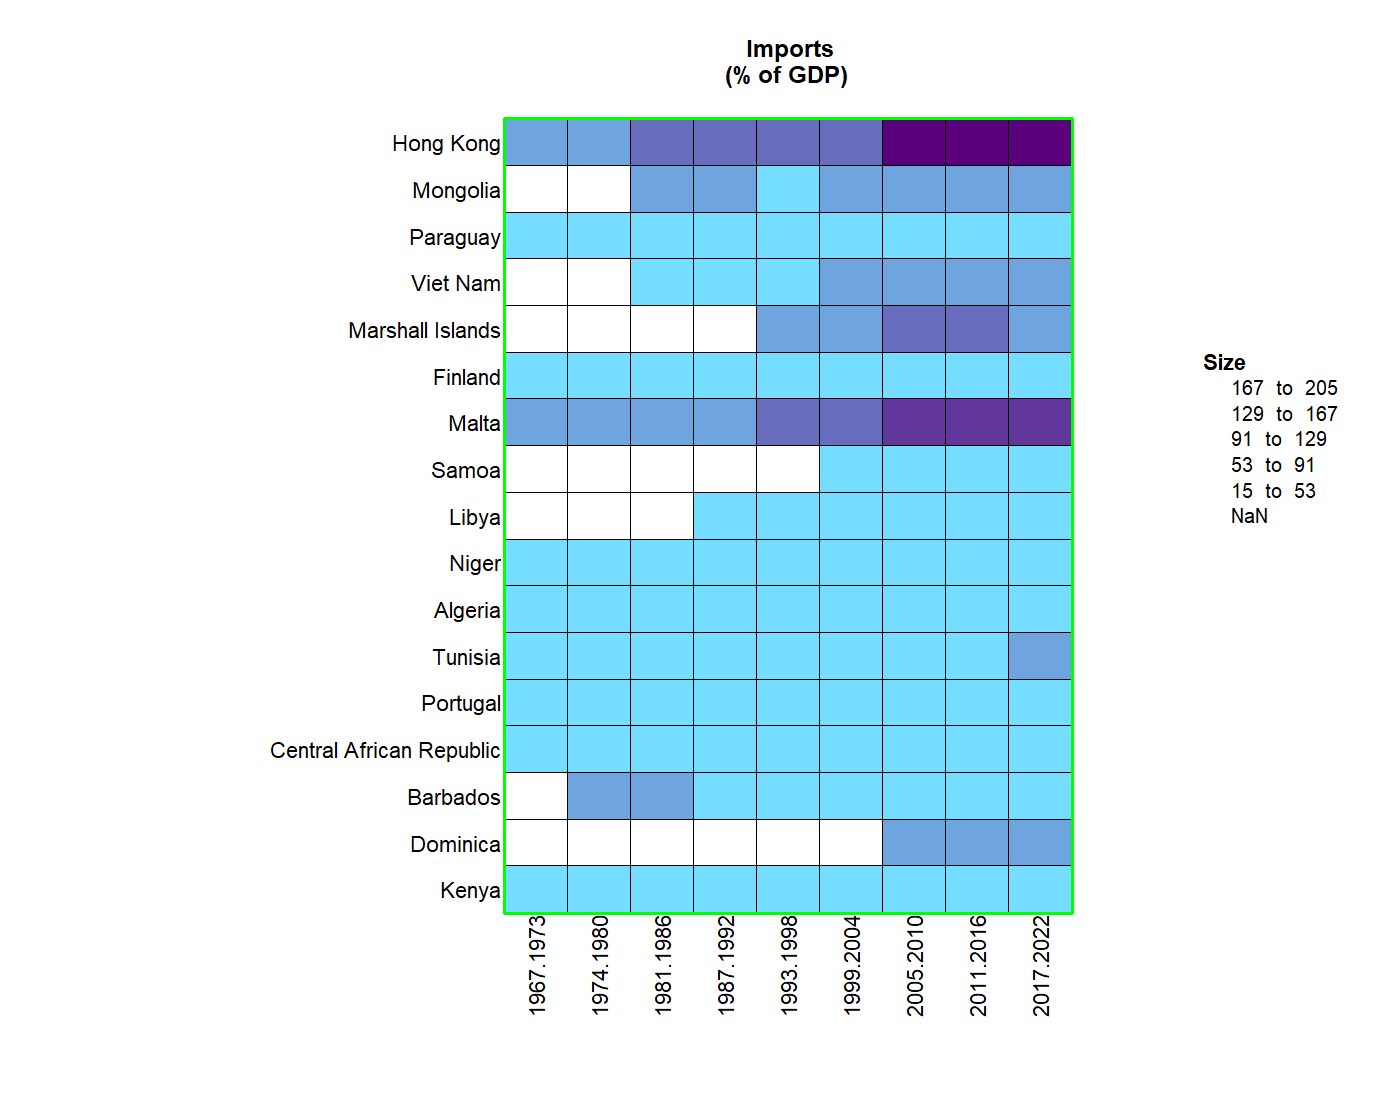 Imports
(% of GDP)
Hong Kong
Mongolia
Paraguay
Viet Nam
Marshall Islands
Finland
Malta
Samoa
Libya
Niger
Algeria
Tunisia
Portugal
Central African Republic
Barbados
Dominica
Kenya
1967.1973
1974.1980
1981.1986
1987.1992
1993.1998
1999.2004
2005.2010
2011.2016
2017.2022
Size
167 to 205
129 to 167
91 to 129
53 to 91
15 to 53
NaN